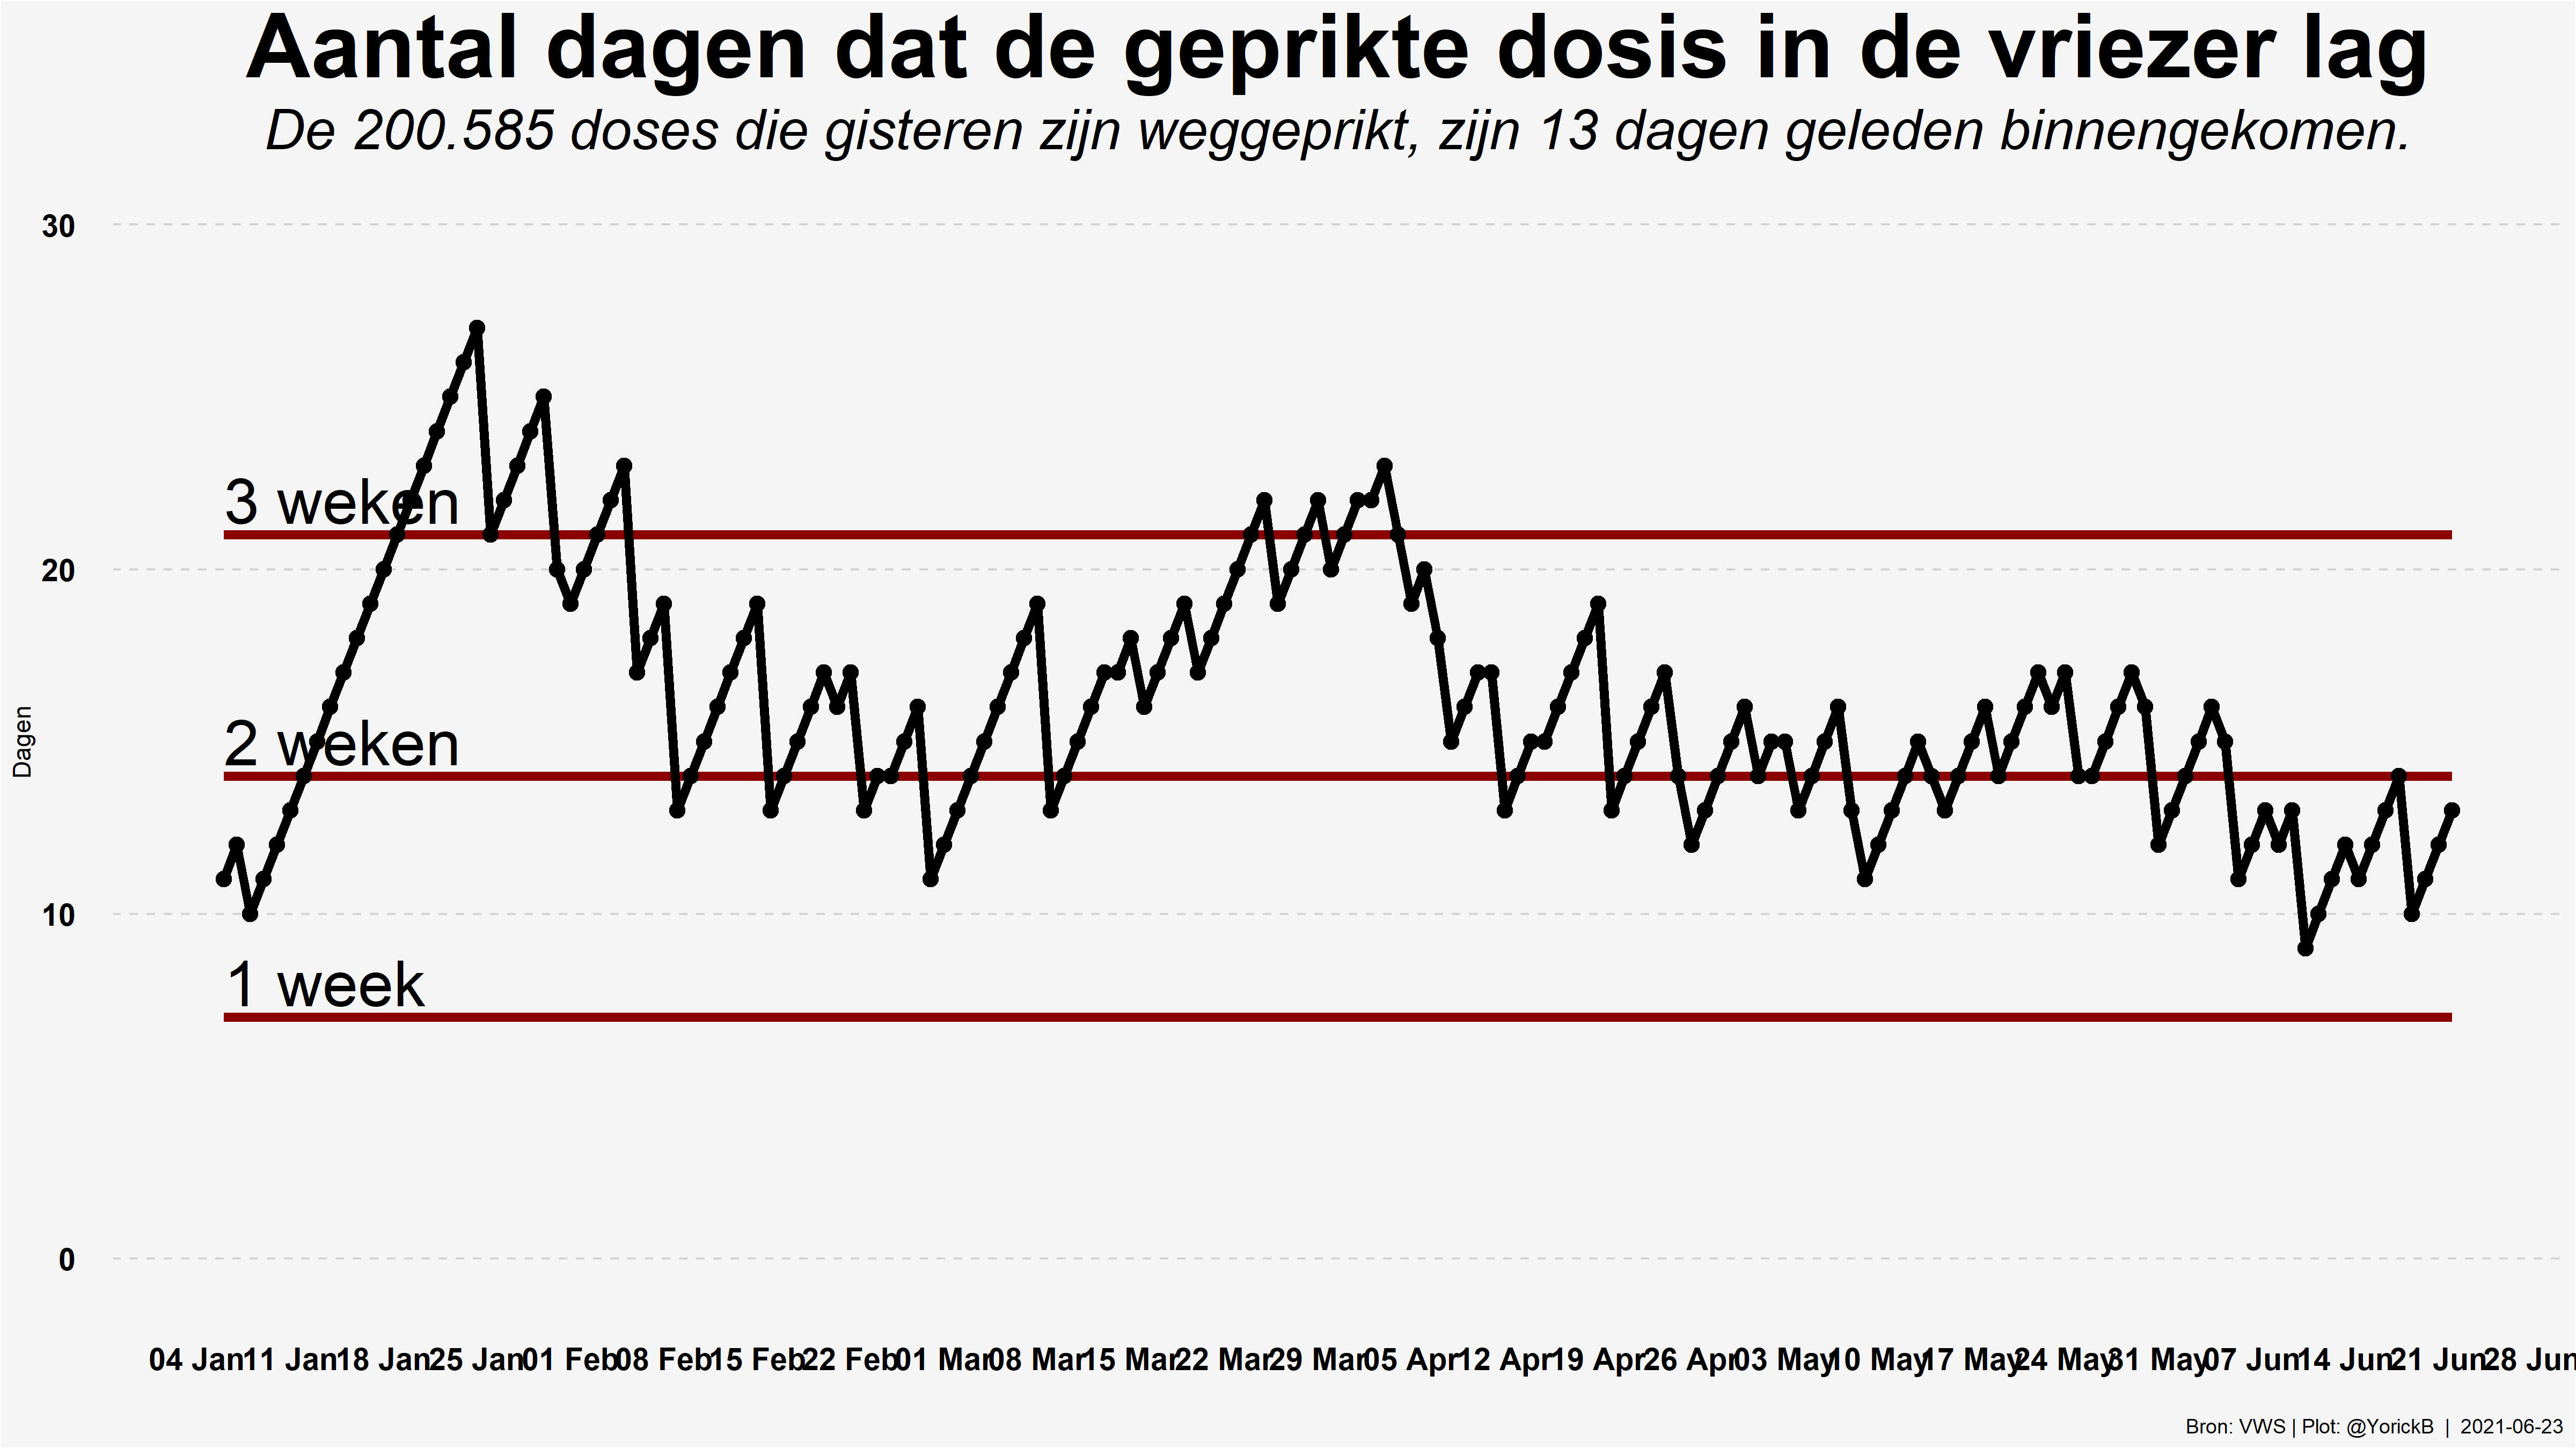 Aantal dagen dat de geprikte dosis in de vriezer lag
De 200.585 doses die gisteren zijn weggeprikt, zijn 13 dagen geleden binnengekomen.
30
3 weken
20
2 weken
Dagen
10
1 week
0
04 Jan 11 Jan 18 Jan 25 Jan 01 Feb 08 Feb 15 Feb 22 Feb 01 Mar 08 Mar 15 Mar 22 Mar 29 Mar 05 Apr 12 Apr 19 Apr 26 Apr 03 May 10 May 17 May 24 May 31 May 07 Jun 14 Jun 21 Jun 28 Jun
Bron: VWS | Plot: @YorickB | 2021-06-23